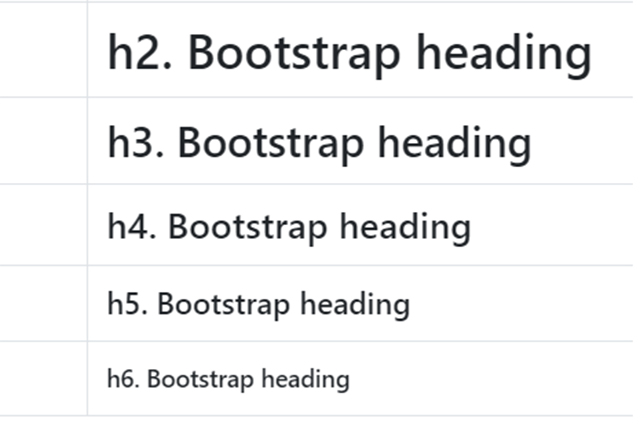 h2. Bootstrap heading
h3. Bootstrap heading
h4. Bootstrap heading
h5. Bootstrap heading
h6. Bootstrap heading